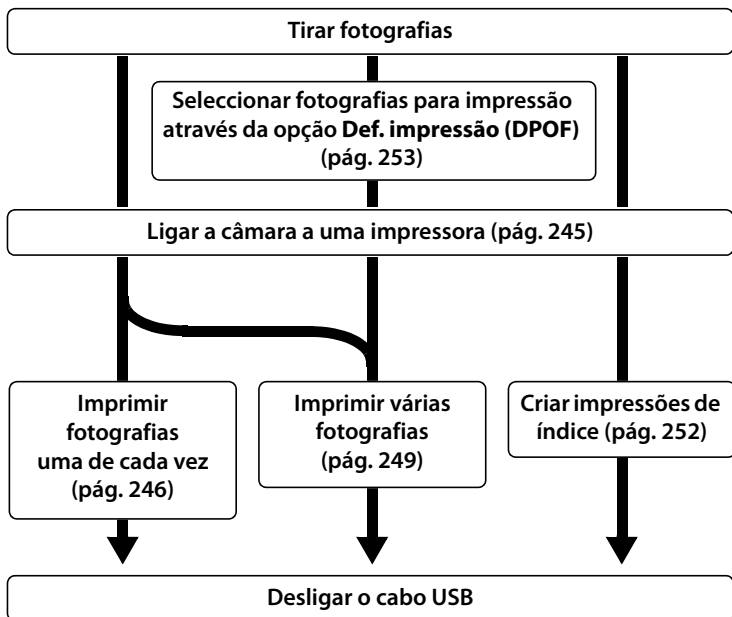 Tirar fotografias
Seleccionar fotografias para impressão
através da opção Def. impressão (DPOF)
(pág. 253)
Ligar a câmara a uma impressora (pág. 245)
Imprimir
fotografias
uma de cada vez
(pág. 246)
Imprimir várias
fotografias
(pág. 249)
Criar impressões de
índice (pág. 252)
Desligar o cabo USB